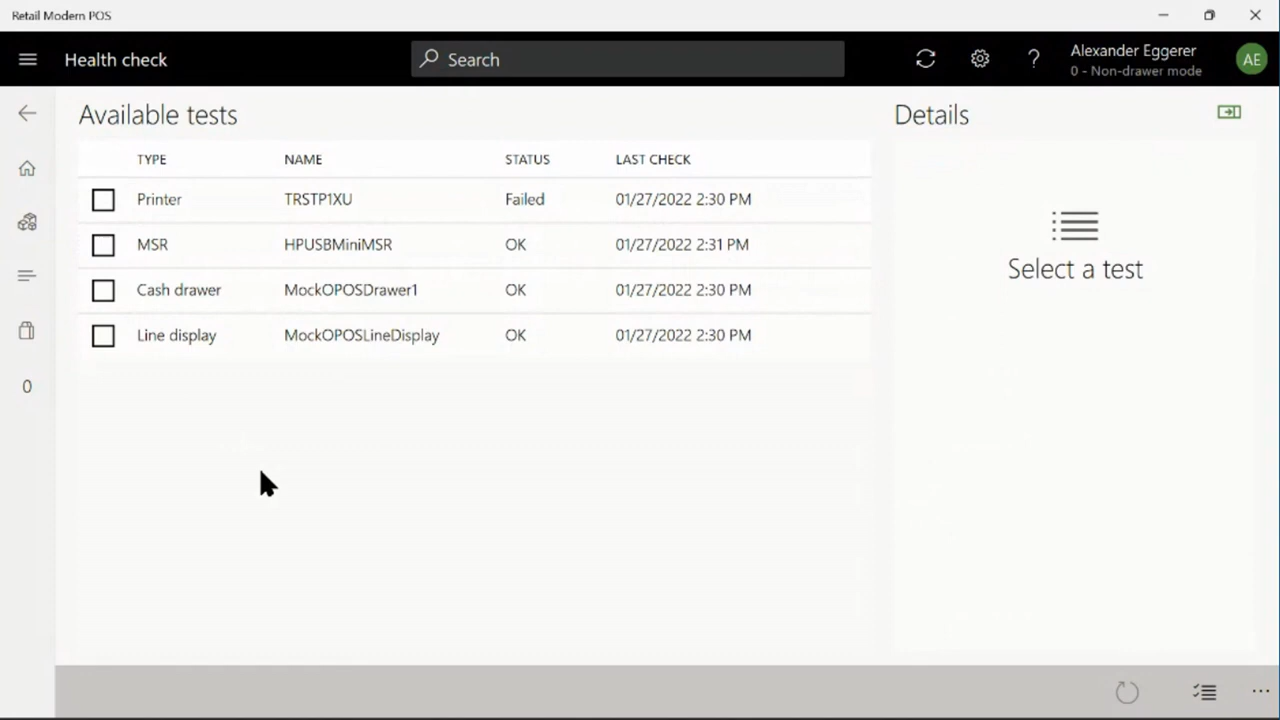 Retail Modern POS
Health check
Search
Alexander Eggerer
0 - Non-drawer mode
AE
Available tests
Details
TYPE NAME STATUS LAST CHECK
Printer TRSTP1XU Failed 01/27/2022 2:30 PM
MSR HPUSBMiniMSR OK 01/27/2022 2:31 PM
Cash drawer MockOPOSDrawer1 OK 01/27/2022 2:30 PM
Line display MockOPOSLineDisplay OK 01/27/2022 2:30 PM
Select a test
0